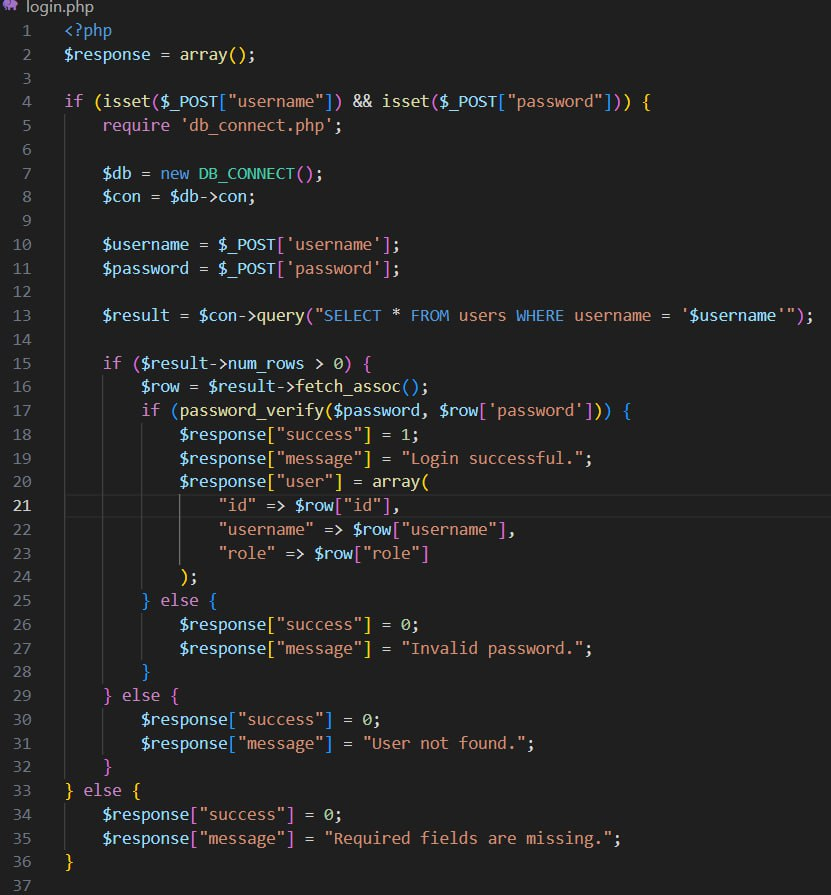 login.php
1 <?php
2 $response = array();
3
4 if (isset($_POST["username"]) && isset($_POST["password"])) {
5     require 'db_connect.php';
6
7     $db = new DB_CONNECT();
8     $con = $db->con;
9
10     $username = $_POST['username'];
11     $password = $_POST['password'];
12
13     $result = $con->query("SELECT * FROM users WHERE username = '$username'");
14
15     if ($result->num_rows > 0) {
16         $row = $result->fetch_assoc();
17         if (password_verify($password, $row['password'])) {
18             $response["success"] = 1;
19             $response["message"] = "Login successful.";
20             $response["user"] = array(
21                 "id" => $row["id"],
22                 "username" => $row["username"],
23                 "role" => $row["role"]
24             );
25         } else {
26             $response["success"] = 0;
27             $response["message"] = "Invalid password.";
28         }
29     } else {
30         $response["success"] = 0;
31         $response["message"] = "User not found.";
32     }
33 } else {
34     $response["success"] = 0;
35     $response["message"] = "Required fields are missing.";
36 }
37